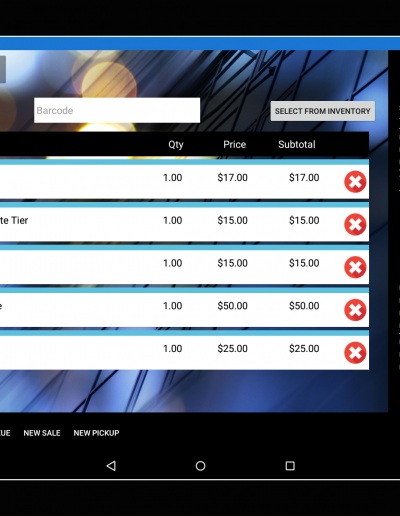 Barcode
SELECT FROM INVENTORY
Qty Price Subtotal
1.00 $17.00 $17.00
te Tier 1.00 $15.00 $15.00
1.00 $15.00 $15.00
e 1.00 $50.00 $50.00
1.00 $25.00 $25.00
UE NEW SALE NEW PICKUP